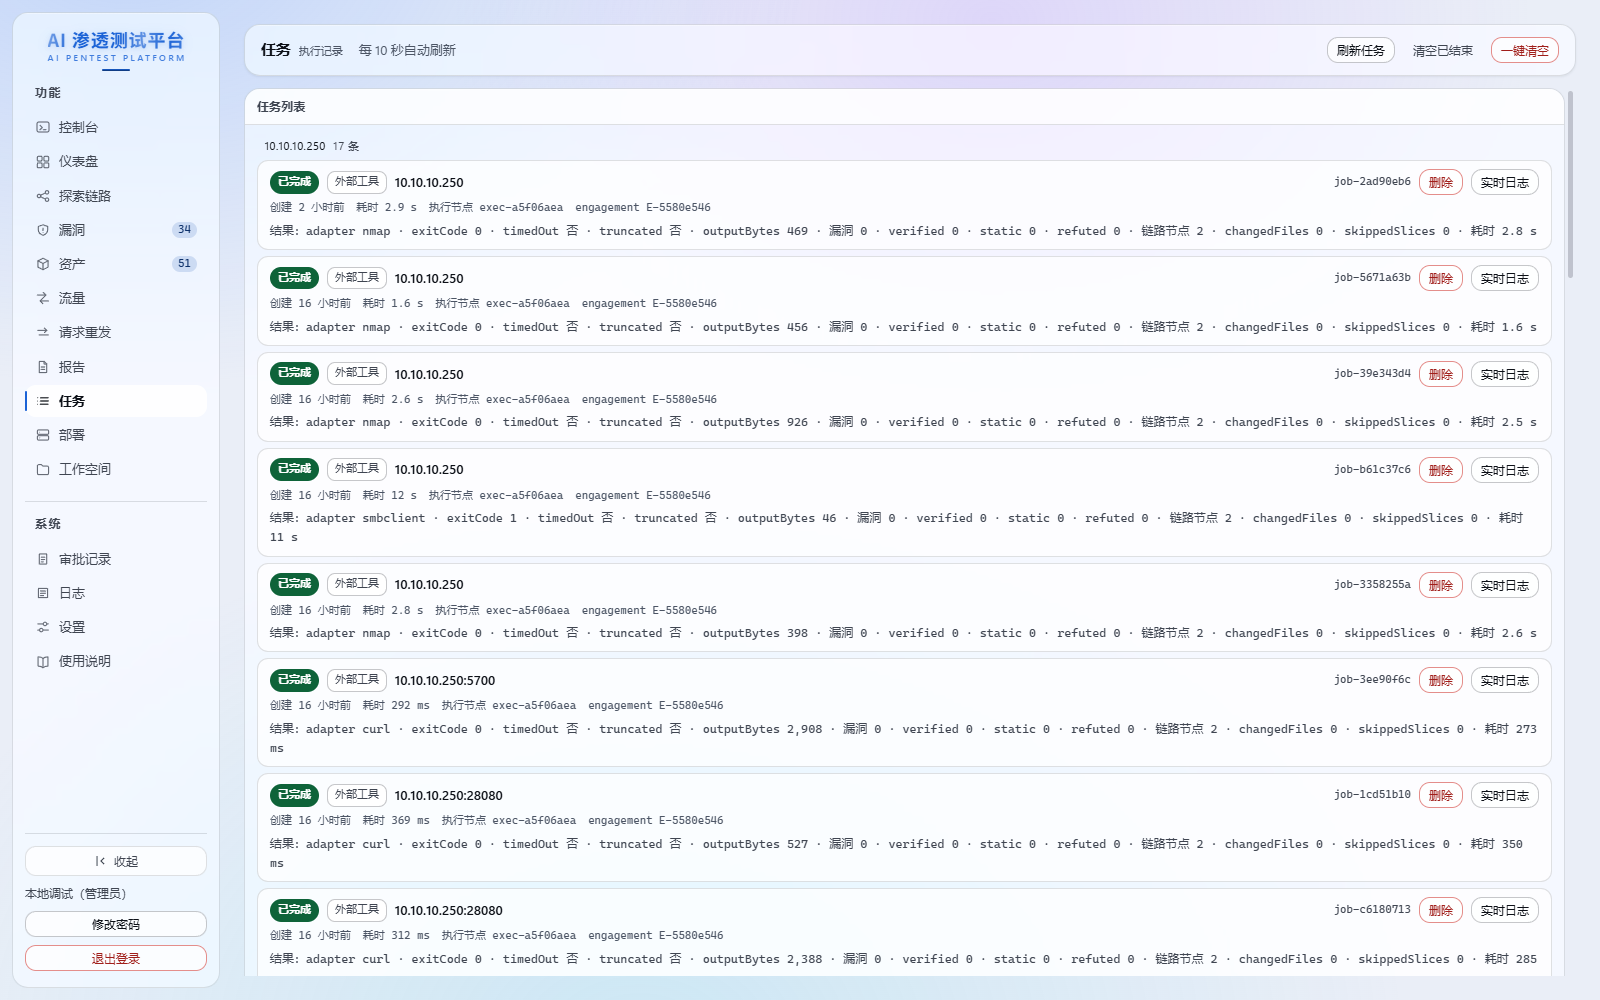 AI 渗透测试平台
AI PENTEST PLATFORM
功能
控制台
仪表盘
探索链路
漏洞 34
资产 51
流量
请求重发
报告
任务
部署
工作空间
系统
审批记录
日志
设置
使用说明
收起
本地调试（管理员）
修改密码
退出登录
任务 执行记录 每 10 秒自动刷新 刷新任务 清空已结束 一键清空
任务列表
10.10.10.250 17 条
已完成 外部工具 10.10.10.250 job-2ad90eb6 删除 实时日志
创建 2 小时前 耗时 2.9 s 执行节点 exec-a5f06aea engagement E-5580e546
结果: adapter nmap · exitCode 0 · timedOut 否 · truncated 否 · outputBytes 469 · 漏洞 0 · verified 0 · static 0 · refuted 0 · 链路节点 2 · changedFiles 0 · skippedSlices 0 · 耗时 2.8 s
已完成 外部工具 10.10.10.250 job-5671a63b 删除 实时日志
创建 16 小时前 耗时 1.6 s 执行节点 exec-a5f06aea engagement E-5580e546
结果: adapter nmap · exitCode 0 · timedOut 否 · truncated 否 · outputBytes 456 · 漏洞 0 · verified 0 · static 0 · refuted 0 · 链路节点 2 · changedFiles 0 · skippedSlices 0 · 耗时 1.6 s
已完成 外部工具 10.10.10.250 job-39e343d4 删除 实时日志
创建 16 小时前 耗时 2.6 s 执行节点 exec-a5f06aea engagement E-5580e546
结果: adapter nmap · exitCode 0 · timedOut 否 · truncated 否 · outputBytes 926 · 漏洞 0 · verified 0 · static 0 · refuted 0 · 链路节点 2 · changedFiles 0 · skippedSlices 0 · 耗时 2.5 s
已完成 外部工具 10.10.10.250 job-b61c37c6 删除 实时日志
创建 16 小时前 耗时 12 s 执行节点 exec-a5f06aea engagement E-5580e546
结果: adapter smbclient · exitCode 1 · timedOut 否 · truncated 否 · outputBytes 46 · 漏洞 0 · verified 0 · static 0 · refuted 0 · 链路节点 2 · changedFiles 0 · skippedSlices 0 · 耗时
11 s
已完成 外部工具 10.10.10.250 job-3358255a 删除 实时日志
创建 16 小时前 耗时 2.8 s 执行节点 exec-a5f06aea engagement E-5580e546
结果: adapter nmap · exitCode 0 · timedOut 否 · truncated 否 · outputBytes 398 · 漏洞 0 · verified 0 · static 0 · refuted 0 · 链路节点 2 · changedFiles 0 · skippedSlices 0 · 耗时 2.6 s
已完成 外部工具 10.10.10.250:5700 job-3ee90f6c 删除 实时日志
创建 16 小时前 耗时 292 ms 执行节点 exec-a5f06aea engagement E-5580e546
结果: adapter curl · exitCode 0 · timedOut 否 · truncated 否 · outputBytes 2,908 · 漏洞 0 · verified 0 · static 0 · refuted 0 · 链路节点 2 · changedFiles 0 · skippedSlices 0 · 耗时 273
ms
已完成 外部工具 10.10.10.250:28080 job-1cd51b10 删除 实时日志
创建 16 小时前 耗时 369 ms 执行节点 exec-a5f06aea engagement E-5580e546
结果: adapter curl · exitCode 0 · timedOut 否 · truncated 否 · outputBytes 527 · 漏洞 0 · verified 0 · static 0 · refuted 0 · 链路节点 2 · changedFiles 0 · skippedSlices 0 · 耗时 350
ms
已完成 外部工具 10.10.10.250:28080 job-c6180713 删除 实时日志
创建 16 小时前 耗时 312 ms 执行节点 exec-a5f06aea engagement E-5580e546
结果: adapter curl · exitCode 0 · timedOut 否 · truncated 否 · outputBytes 2,388 · 漏洞 0 · verified 0 · static 0 · refuted 0 · 链路节点 2 · changedFiles 0 · skippedSlices 0 · 耗时 285